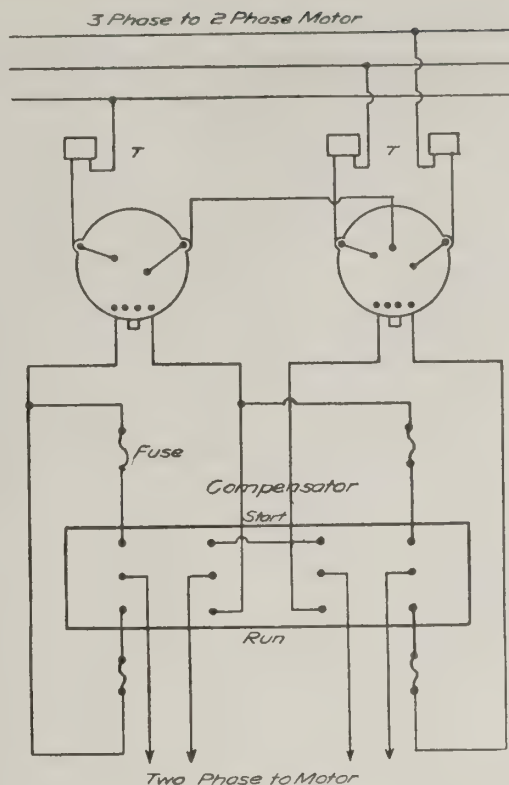 3 Phase to 2 Phase Motor
T
T
Fuse
Compensator
Start
Run
Two Phase to Motor